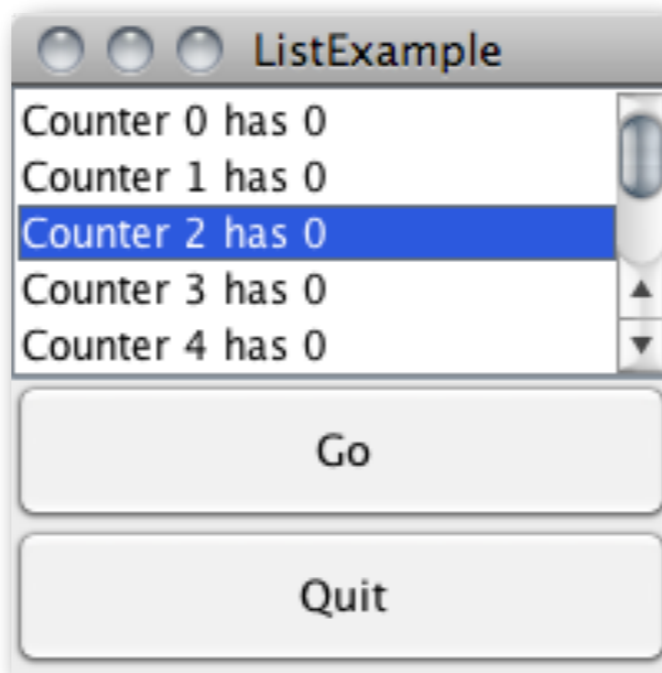 ListExample
Counter 0 has 0
Counter 1 has 0
Counter 2 has 0
Counter 3 has 0
Counter 4 has 0
Go
Quit